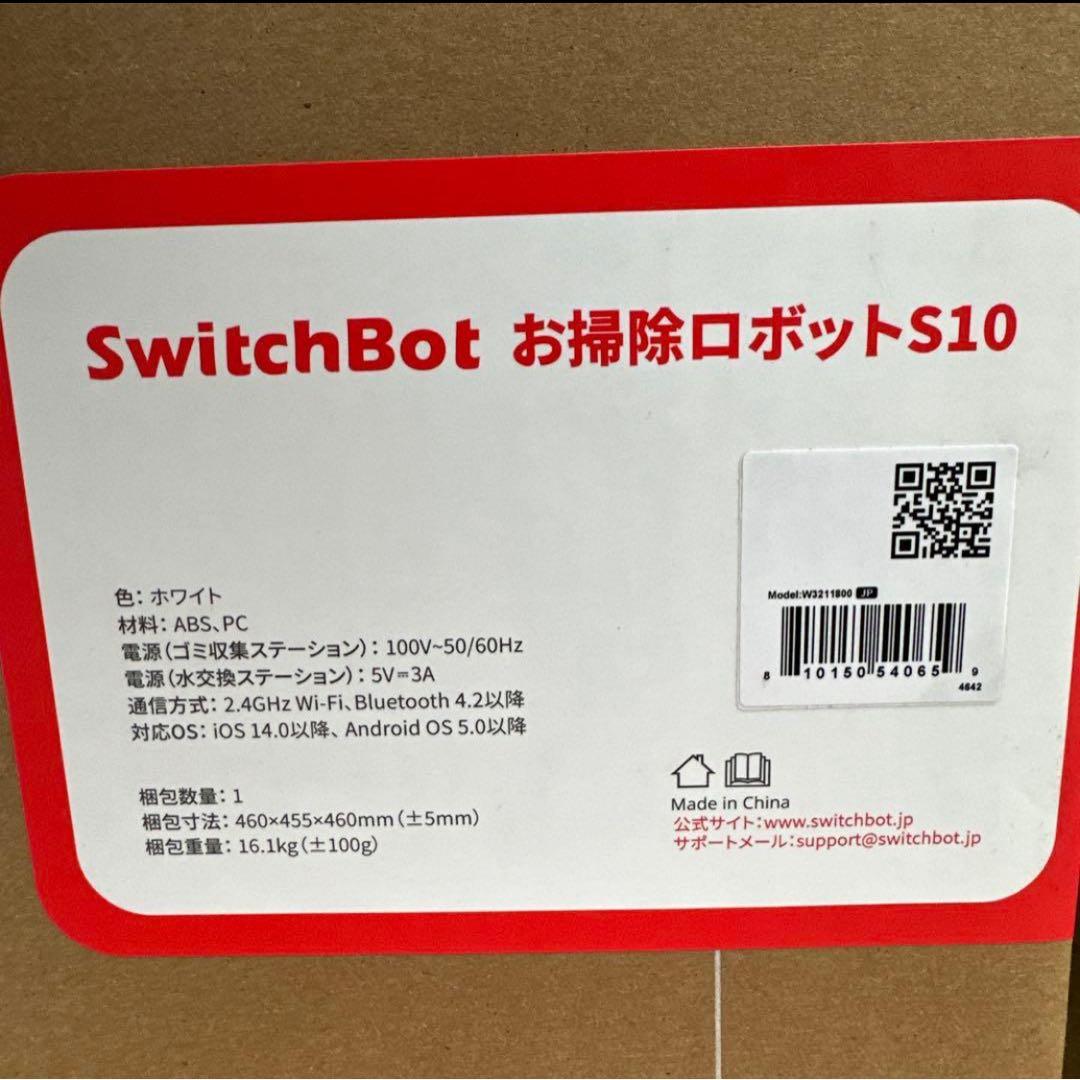 SwitchBot お掃除ロボットS10
Model:W3211800 JP
8 10150 54065 9
4642
色: ホワイト
材料: ABS、PC
電源(ゴミ収集ステーション): 100V~50/60Hz
電源(水交換ステーション): 5V⎓3A
通信方式: 2.4GHz Wi-Fi、Bluetooth 4.2以降
対応OS: iOS 14.0以降、Android OS 5.0以降
梱包数量: 1
梱包寸法: 460×455×460mm(±5mm)
梱包重量: 16.1kg(±100g)
Made in China
公式サイト:www.switchbot.jp
サポートメール:support@switchbot.jp